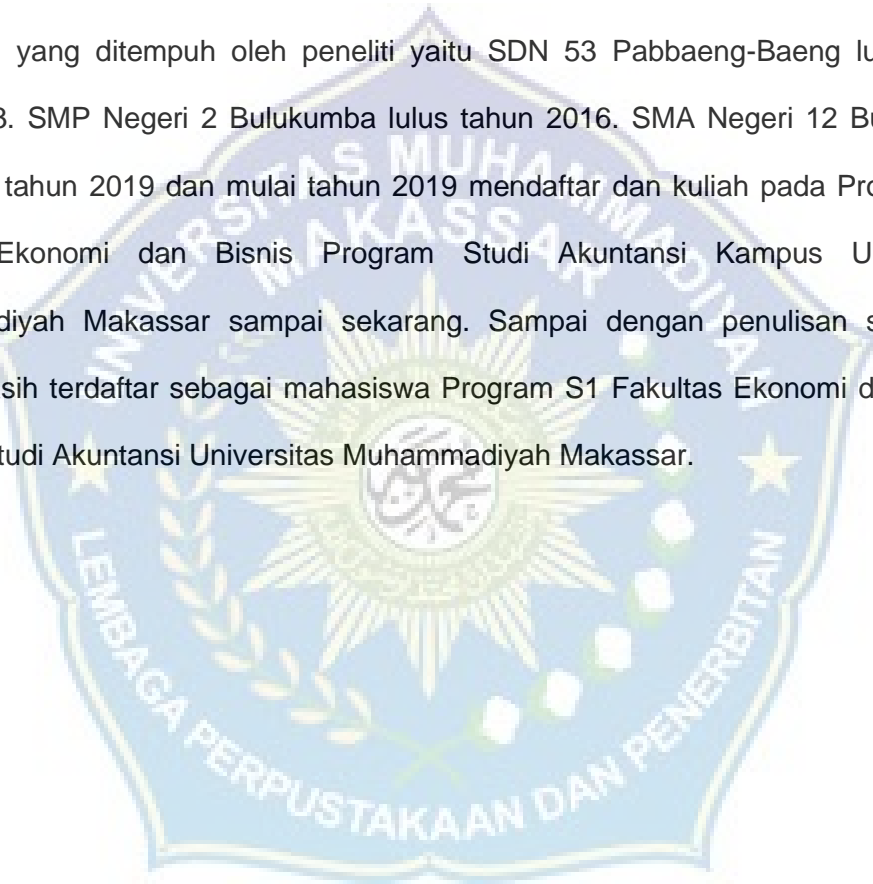 yang ditempuh oleh peneliti yaitu SDN 53 Pabbaeng-Baeng lu
3. SMP Negeri 2 Bulukumba lulus tahun 2016. SMA Negeri 12 Bu
tahun 2019 dan mulai tahun 2019 mendaftar dan kuliah pada Pro
Ekonomi dan Bisnis Program Studi Akuntansi Kampus U
diyah Makassar sampai sekarang. Sampai dengan penulisan s
sih terdaftar sebagai mahasiswa Program S1 Fakultas Ekonomi d
tudi Akuntansi Universitas Muhammadiyah Makassar.
UNIVERSITAS MUHAMMADIYAH
MAKASSAR
LEMBAGA PERPUSTAKAAN DAN PENERBITAN